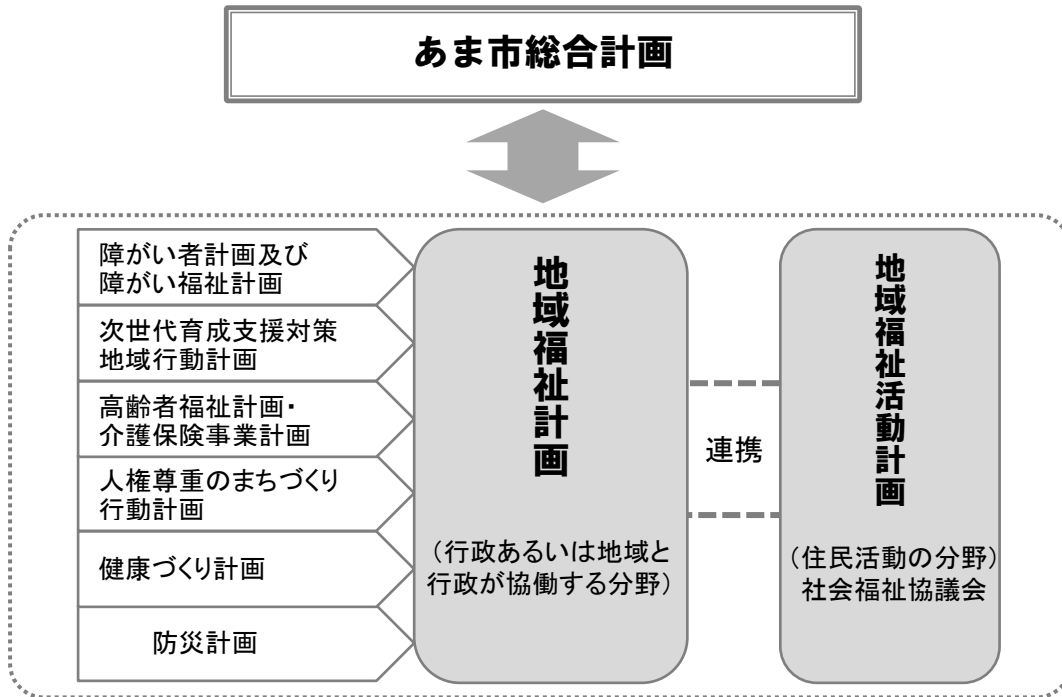 あま市総合計画
障がい者計画及び
障がい福祉計画
次世代育成支援対策
地域行動計画
高齢者福祉計画・
介護保険事業計画
人権尊重のまちづくり
行動計画
健康づくり計画
防災計画
地域福祉計画
（行政あるいは地域と
行政が協働する分野）
連携
地域福祉活動計画
（住民活動の分野）
社会福祉協議会